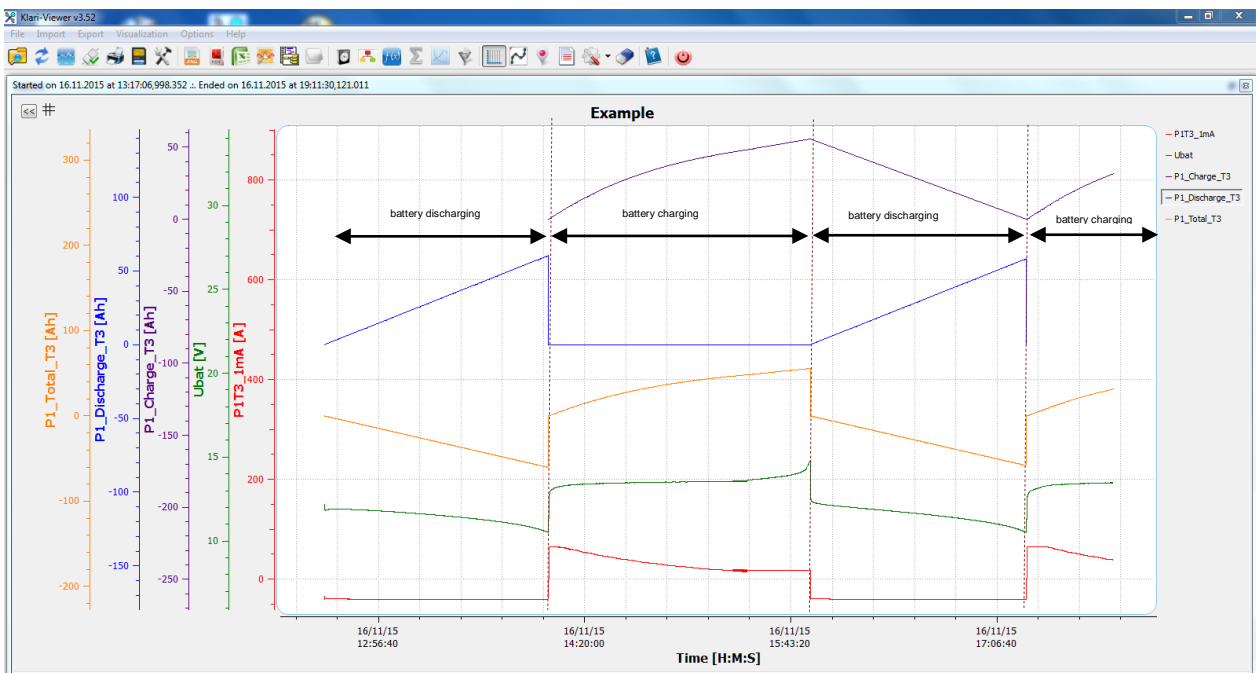 Klari-Viewer v3.52
File Import Export Visualization Options Help
Started on 16.11.2015 at 13:17:06,998.352 .:. Ended on 16.11.2015 at 19:11:30,121.011
<<
Example
P1_Total_T3 [Ah]
300
200
100
0
-100
-200
P1_Discharge_T3 [Ah]
100
50
0
-50
-100
-150
P1_Charge_T3 [Ah]
50
0
-50
-100
-150
-200
-250
Ubat [V]
30
25
20
15
10
P1T3_1mA [A]
800
600
400
200
0
battery discharging
battery charging
battery discharging
battery charging
P1T3_1mA
Ubat
P1_Charge_T3
P1_Discharge_T3
P1_Total_T3
16/11/15
12:56:40
16/11/15
14:20:00
16/11/15
15:43:20
16/11/15
17:06:40
Time [H:M:S]